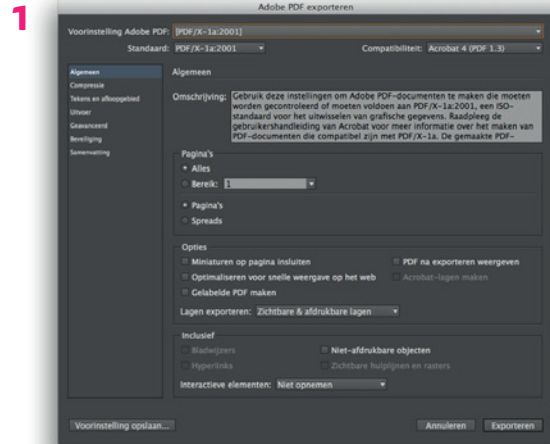 1
Adobe PDF exporteren
Voorinstelling Adobe PDF: [PDF/X-1a:2001]
Standaard: PDF/X-1a:2001 Compatibiliteit: Acrobat 4 (PDF 1.3)
Algemeen
Compressie
Tekens en afloopgebied
Uitvoer
Geavanceerd
Beveiliging
Samenvatting
Algemeen
Omschrijving: Gebruik deze instellingen om Adobe PDF-documenten te maken die moeten
worden gecontroleerd of moeten voldoen aan PDF/X-1a:2001, een ISO-
standaard voor het uitwisselen van grafische gegevens. Raadpleeg de
gebruikershandleiding van Acrobat voor meer informatie over het maken van
PDF-documenten die compatibel zijn met PDF/X-1a. De gemaakte PDF-
Pagina's
Alles
Bereik: 1
Pagina's
Spreads
Opties
Miniaturen op pagina insluiten PDF na exporteren weergeven
Optimaliseren voor snelle weergave op het web Acrobat-lagen maken
Gelabelde PDF maken
Lagen exporteren: Zichtbare & afdrukbare lagen
Inclusief
Bladwijzers Niet-afdrukbare objecten
Hyperlinks Zichtbare hulplijnen en rasters
Interactieve elementen: Niet opnemen
Voorinstelling opslaan... Annuleren Exporteren